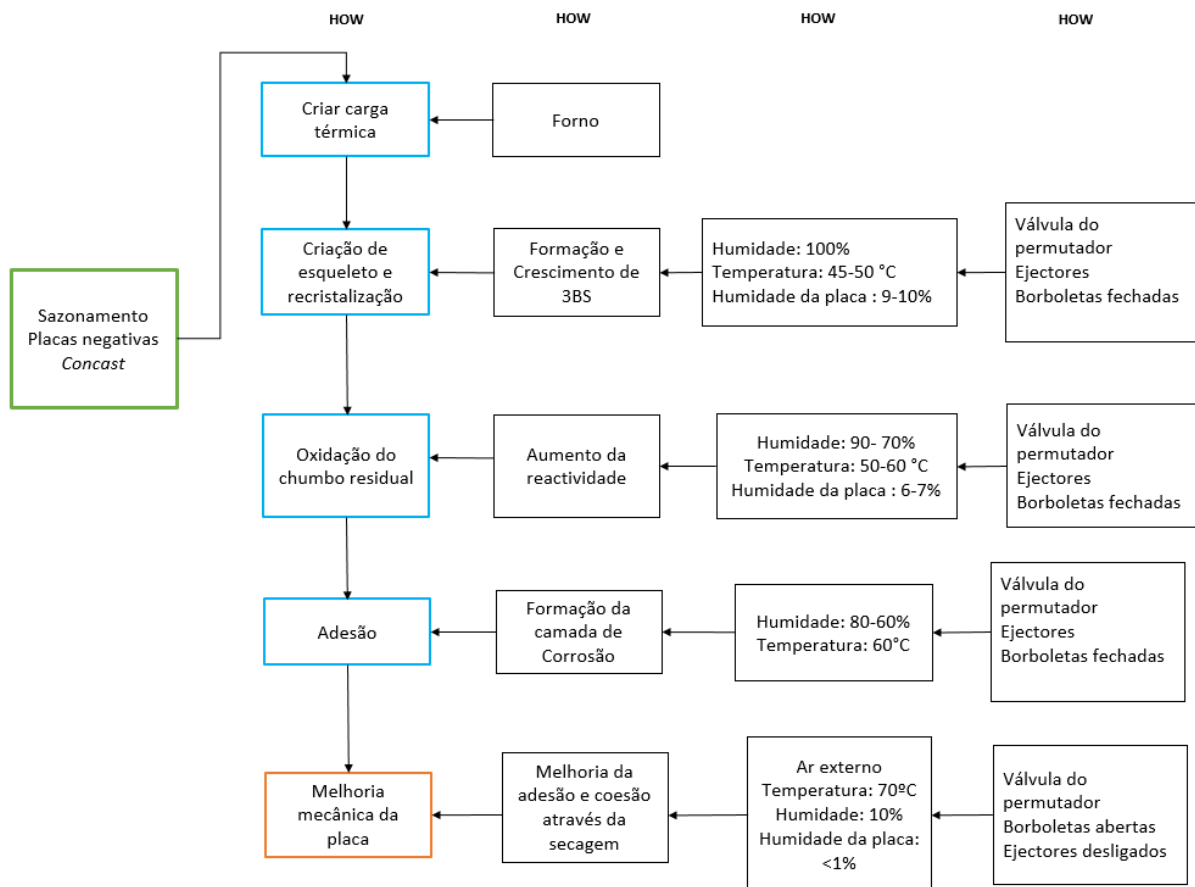 HOW
HOW
HOW
HOW
Criar carga
térmica
Forno
Sazonamento
Placas negativas
Concast
Criação de
esqueleto e
recristalização
Formação e
Crescimento de
3BS
Humidade: 100%
Temperatura: 45-50 °C
Humidade da placa : 9-10%
Válvula do
permutador
Ejectores
Borboletas fechadas
Oxidação do
chumbo residual
Aumento da
reactividade
Humidade: 90- 70%
Temperatura: 50-60 °C
Humidade da placa : 6-7%
Válvula do
permutador
Ejectores
Borboletas fechadas
Adesão
Formação da
camada de
Corrosão
Humidade: 80-60%
Temperatura: 60°C
Válvula do
permutador
Ejectores
Borboletas fechadas
Melhoria
mecânica da
placa
Melhoria da
adesão e coesão
através da
secagem
Ar externo
Temperatura: 70ºC
Humidade: 10%
Humidade da placa:
<1%
Válvula do
permutador
Borboletas abertas
Ejectores desligados